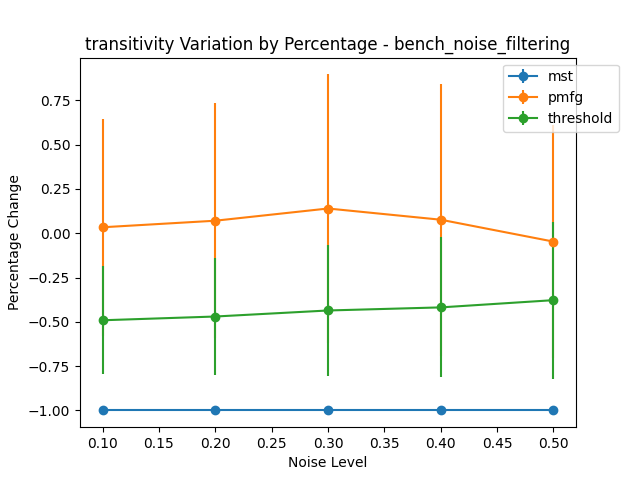 transitivity Variation by Percentage - bench_noise_filtering
mst
pmfg
threshold
Percentage Change
0.75
0.50
0.25
0.00
−0.25
−0.50
−0.75
−1.00
0.10 0.15 0.20 0.25 0.30 0.35 0.40 0.45 0.50
Noise Level